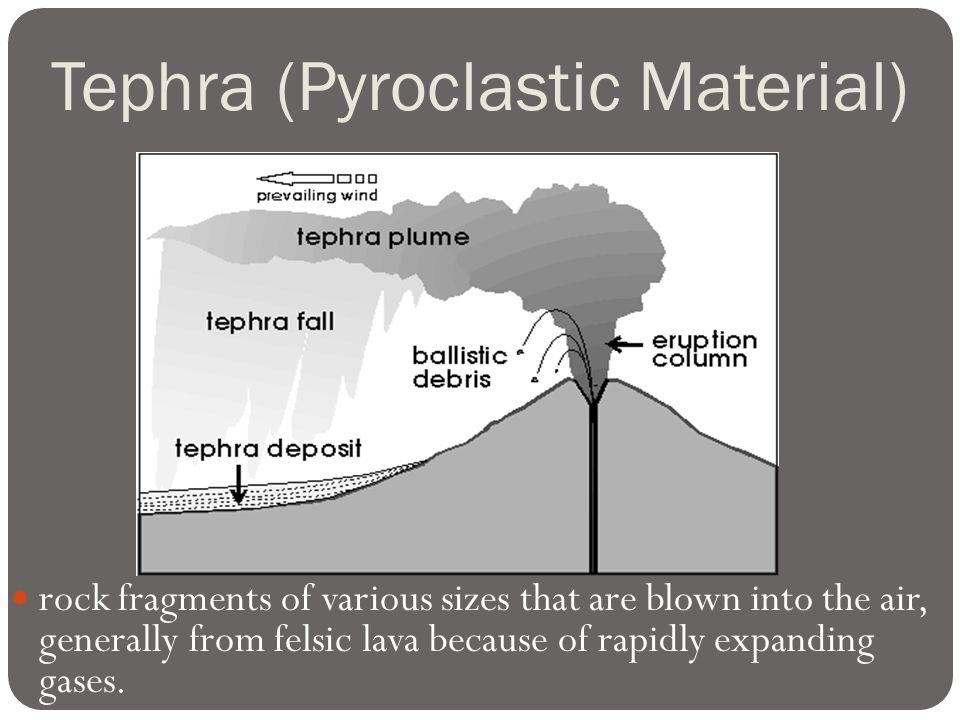 Tephra (Pyroclastic Material)
prevailing wind
tephra plume
tephra fall
ballistic
debris
eruption
column
tephra deposit
rock fragments of various sizes that are blown into the air,
generally from felsic lava because of rapidly expanding
gases.